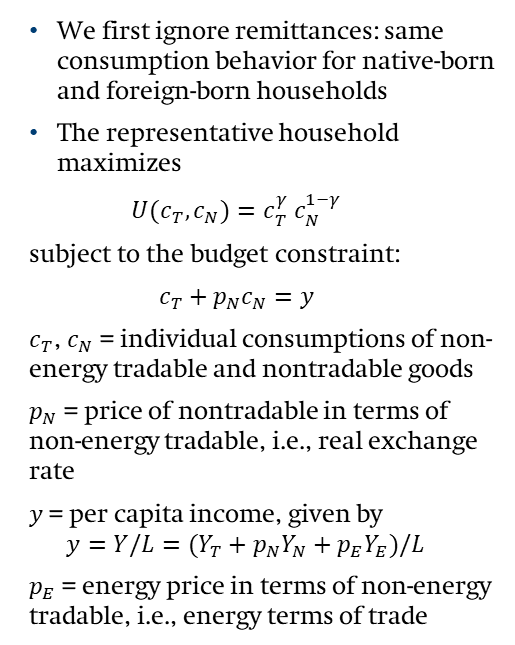 • We first ignore remittances: same
consumption behavior for native-born
and foreign-born households
• The representative household
maximizes
U(c_T, c_N) = c_T^γ c_N^{1−γ}
subject to the budget constraint:
c_T + p_N c_N = y
c_T, c_N = individual consumptions of non-
energy tradable and nontradable goods
p_N = price of nontradable in terms of
non-energy tradable, i.e., real exchange
rate
y = per capita income, given by
y = Y/L = (Y_T + p_N Y_N + p_E Y_E)/L
p_E = energy price in terms of non-energy
tradable, i.e., energy terms of trade